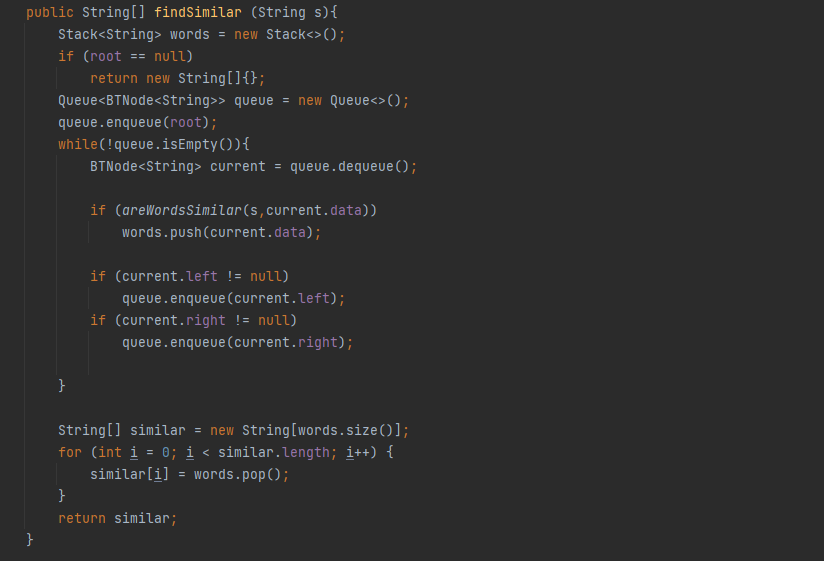 public String[] findSimilar (String s){
Stack<String> words = new Stack<>();
if (root == null)
return new String[]{};
Queue<BTNode<String>> queue = new Queue<>();
queue.enqueue(root);
while(!queue.isEmpty()){
BTNode<String> current = queue.dequeue();
if (areWordsSimilar(s,current.data))
words.push(current.data);
if (current.left != null)
queue.enqueue(current.left);
if (current.right != null)
queue.enqueue(current.right);
}
String[] similar = new String[words.size()];
for (int i = 0; i < similar.length; i++) {
similar[i] = words.pop();
}
return similar;
}